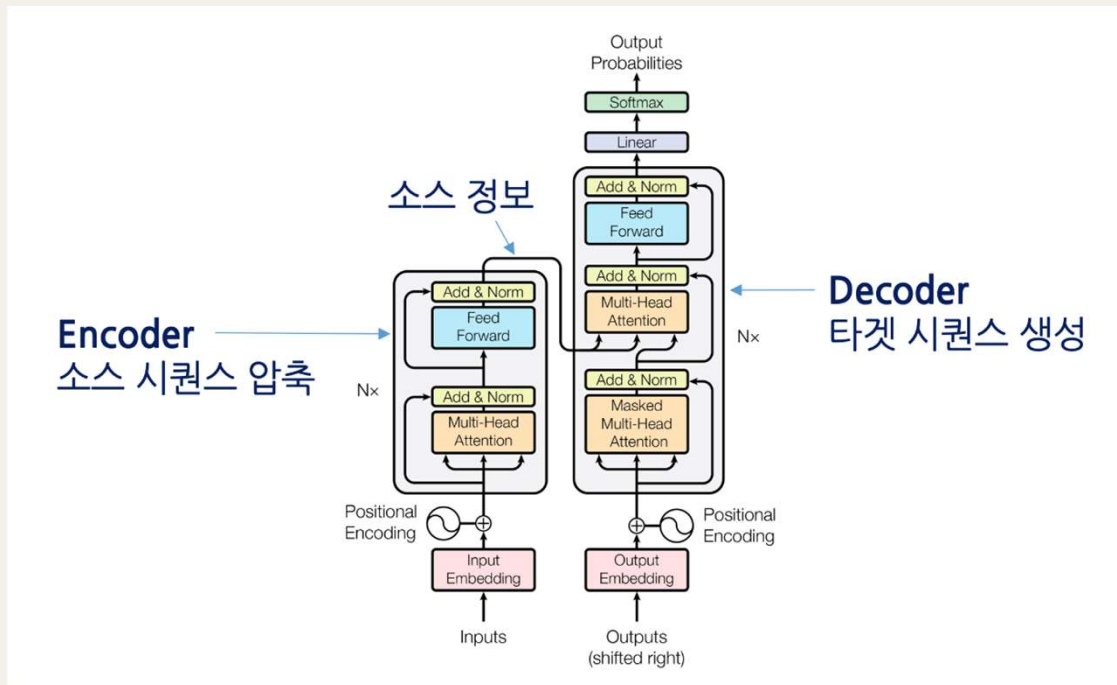 Output
Probabilities
Softmax
Linear
Add & Norm
Feed
Forward
Add & Norm
Multi-Head
Attention
Add & Norm
Masked
Multi-Head
Attention
Nx
Decoder
타겟 시퀀스 생성
소스 정보
Encoder
소스 시퀀스 압축
Nx
Add & Norm
Feed
Forward
Add & Norm
Multi-Head
Attention
Positional
Encoding
Input
Embedding
Inputs
Positional
Encoding
Output
Embedding
Outputs
(shifted right)